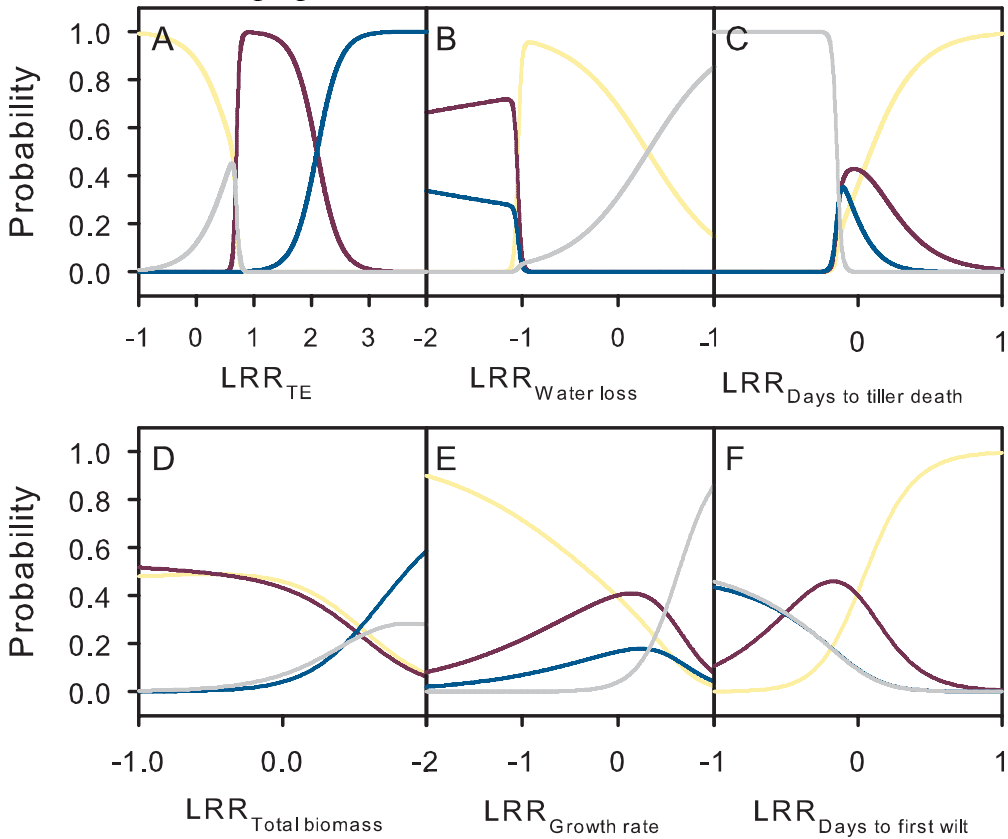 A B C
Probability
1.0
0.8
0.6
0.4
0.2
0.0
-1 0 1 2 3 -2 -1 0 -1 0 1
LRR TE LRR Water loss LRR Days to tiller death
D E F
Probability
1.0
0.8
0.6
0.4
0.2
0.0
-1.0 0.0 -2 -1 0 -1 0 1
LRR Total biomass LRR Growth rate LRR Days to first wilt